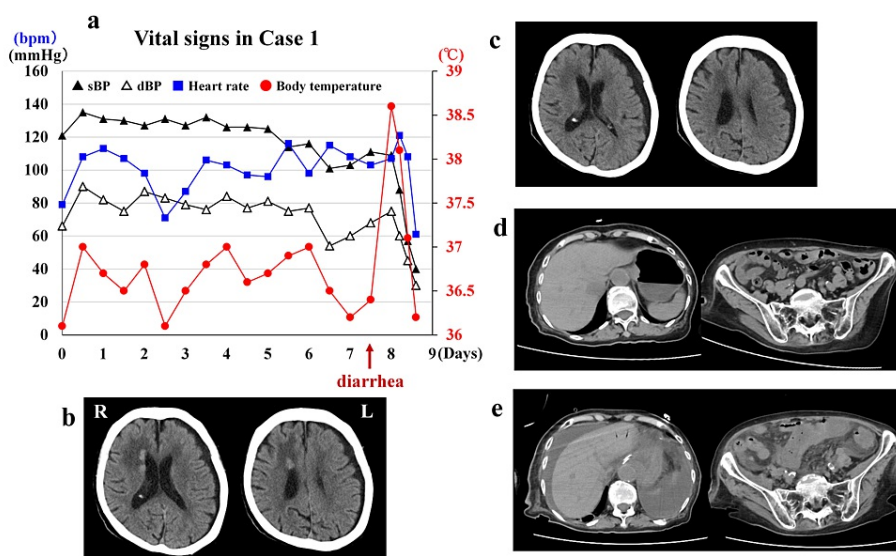 a
Vital signs in Case 1
(bpm)
(mmHg)
(℃)
sBP dBP Heart rate Body temperature
160
140
120
100
80
60
40
20
0
39
38.5
38
37.5
37
36.5
36
0 1 2 3 4 5 6 7 8 9 (Days)
diarrhea
b
R L
c
d
e